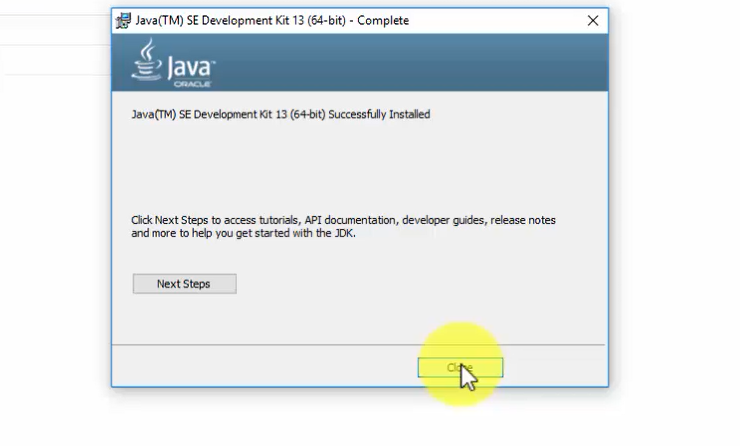 Java(TM) SE Development Kit 13 (64-bit) - Complete
Java™
ORACLE
Java(TM) SE Development Kit 13 (64-bit) Successfully Installed
Click Next Steps to access tutorials, API documentation, developer guides, release notes
and more to help you get started with the JDK.
Next Steps